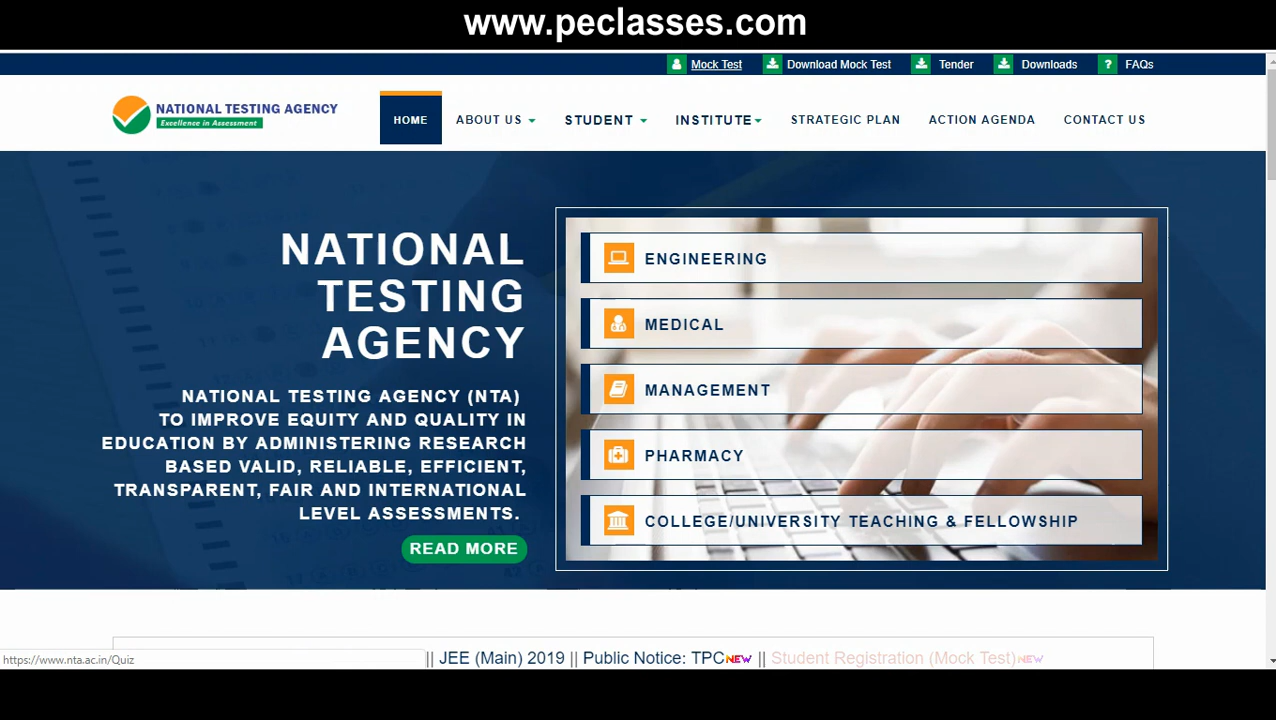 www.peclasses.com
Mock Test Download Mock Test Tender Downloads ? FAQs
NATIONAL TESTING AGENCY
Excellence in Assessment
HOME ABOUT US STUDENT INSTITUTE STRATEGIC PLAN ACTION AGENDA CONTACT US
NATIONAL
TESTING
AGENCY
NATIONAL TESTING AGENCY (NTA)
TO IMPROVE EQUITY AND QUALITY IN
EDUCATION BY ADMINISTERING RESEARCH
BASED VALID, RELIABLE, EFFICIENT,
TRANSPARENT, FAIR AND INTERNATIONAL
LEVEL ASSESSMENTS.
READ MORE
ENGINEERING
MEDICAL
MANAGEMENT
PHARMACY
COLLEGE/UNIVERSITY TEACHING & FELLOWSHIP
|| JEE (Main) 2019 || Public Notice: TPC NEW || Student Registration (Mock Test) NEW
https://www.nta.ac.in/Quiz